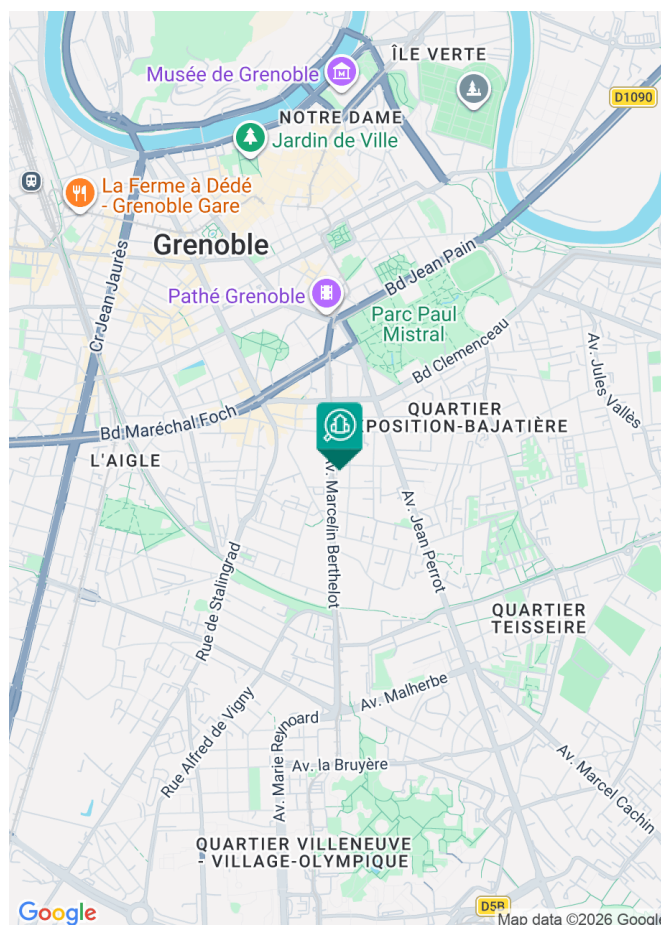 ÎLE VERTE
Musée de Grenoble
D1090
NOTRE DAME
Jardin de Ville
La Ferme à Dédé
- Grenoble Gare
Grenoble
Bd Jean Pain
Cr Jean Jaurès
Pathé Grenoble
Parc Paul
Mistral
Bd Clemenceau
Av. Jules Vallès
Bd Maréchal Foch
QUARTIER
POSITION-BAJATIÈRE
L'AIGLE
Av. Marcelin Berthelot
Av. Jean Perrot
Rue de Stalingrad
QUARTIER
TEISSEIRE
Av. Malherbe
Rue Alfred de Vigny
Av. Marie Reynoard
Av. la Bruyère
Av. Marcel Cachin
QUARTIER VILLENEUVE
- VILLAGE-OLYMPIQUE
D5B
Google
Map data ©2026 Google